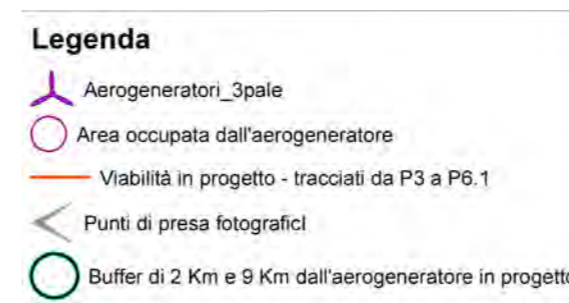 Legenda
Aerogeneratori_3pale
Area occupata dall'aerogeneratore
Viabilità in progetto - tracciati da P3 a P6.1
Punti di presa fotograficI
Buffer di 2 Km e 9 Km dall'aerogeneratore in progetto